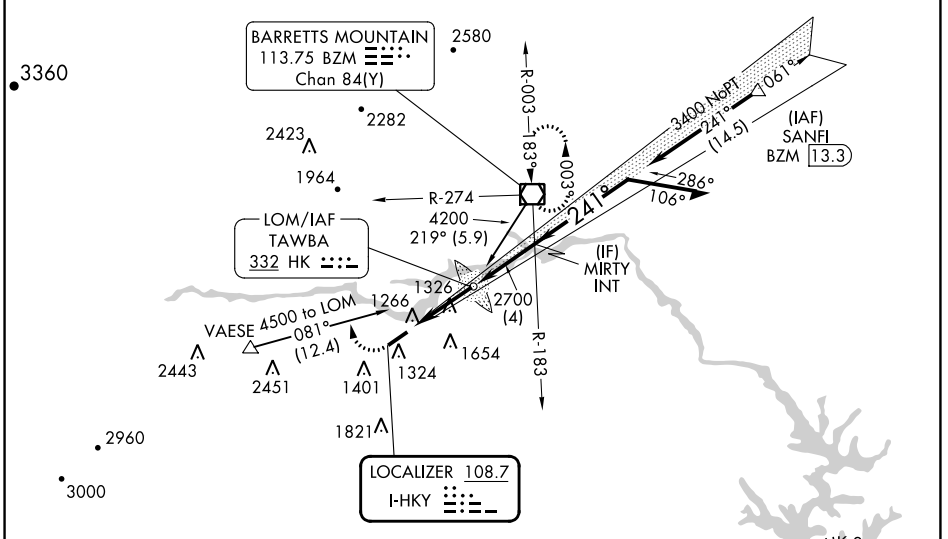 BARRETTS MOUNTAIN
113.75 BZM
Chan 84(Y)
2580
3360
2282
2423
1964
R-003
183°
003°
R-274
4200
219° (5.9)
3400 NoPT
241°
(14.5)
061°
(IAF)
SANFI
BZM 13.3
286°
106°
241°
(IF)
MIRTY
INT
LOM/IAF
TAWBA
332 HK
1326
1266
2700
(4)
R-183
VAESE 4500 to LOM
081°
(12.4)
2443
2451
1401
1324
1654
1821
2960
3000
LOCALIZER 108.7
I-HKY